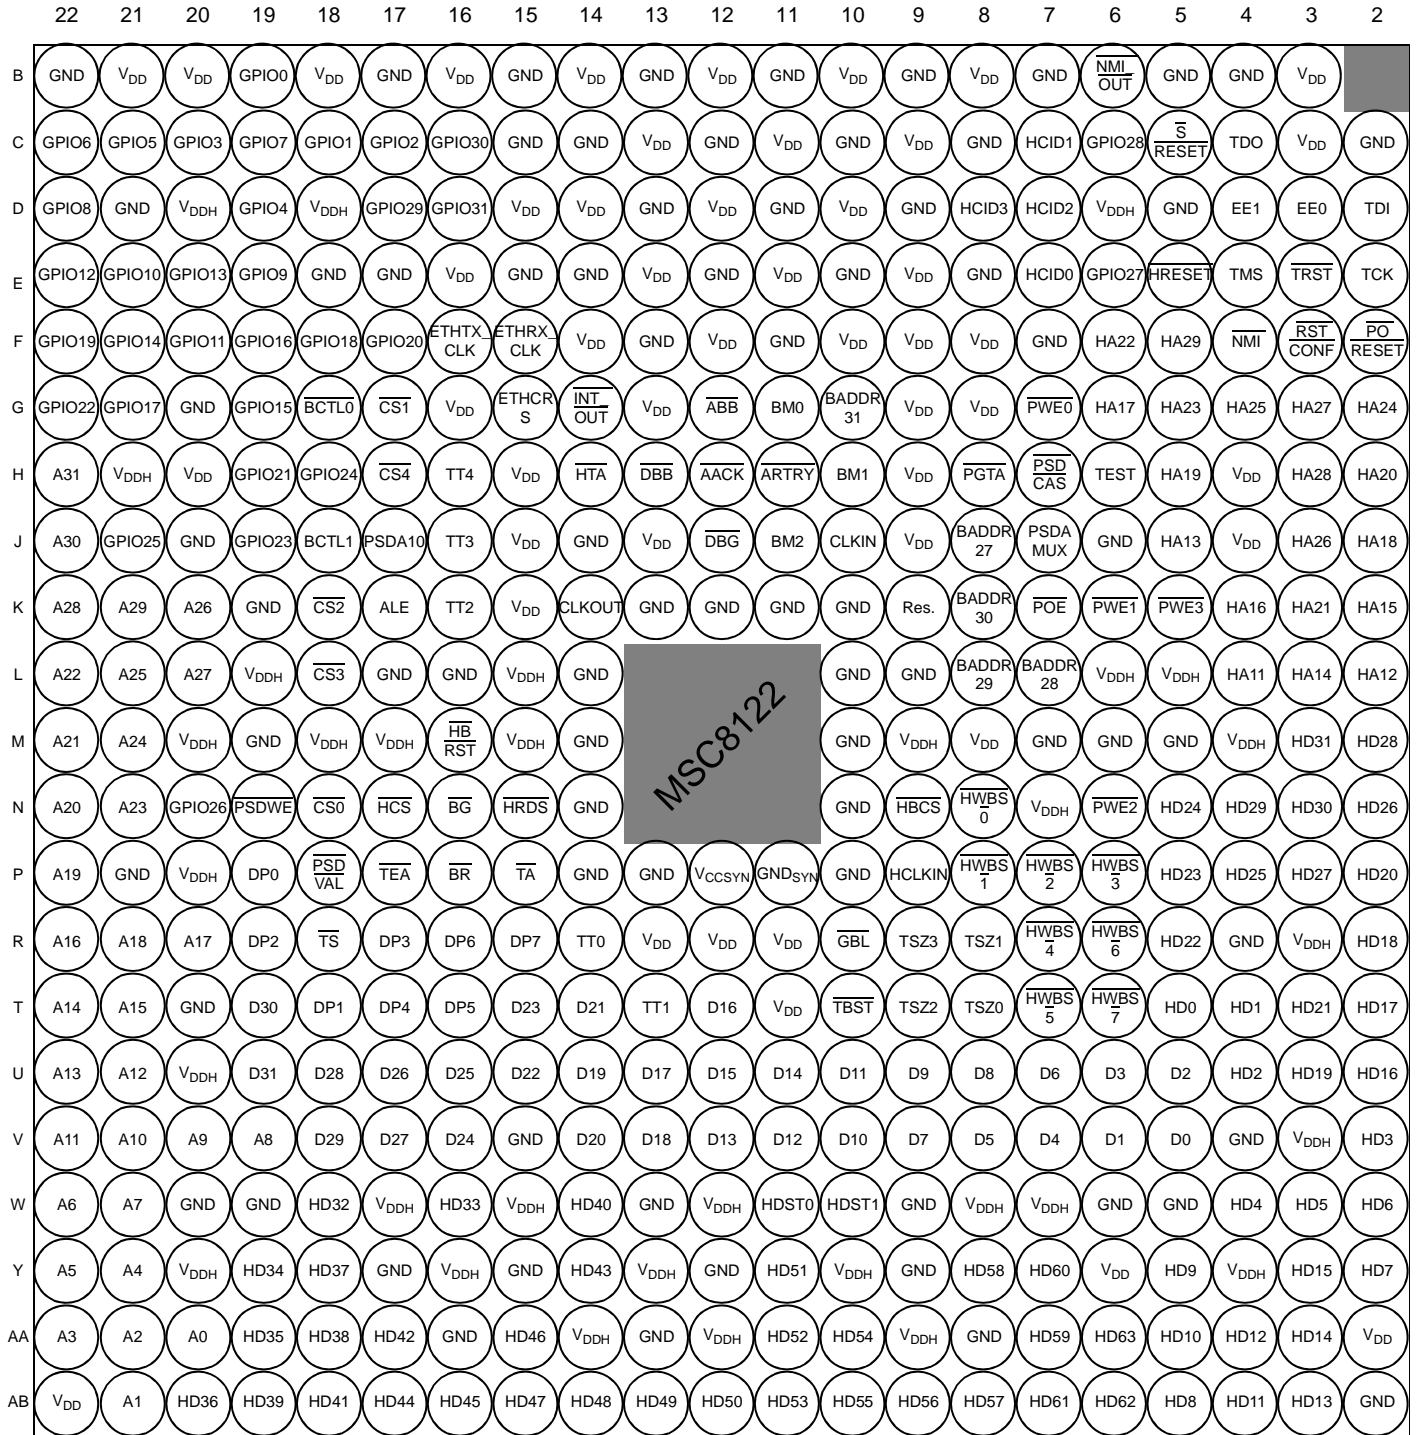 22 21 20 19 18 17 16 15 14 13 12 11 10 9 8 7 6 5 4 3 2
B GND VDD VDD GPIO0 VDD GND VDD GND VDD GND VDD GND VDD GND VDD GND NMI_OUT GND GND VDD
C GPIO6 GPIO5 GPIO3 GPIO7 GPIO1 GPIO2 GPIO30 GND GND VDD GND VDD GND VDD GND HCID1 GPIO28 S RESET TDO VDD GND
D GPIO8 GND VDDH GPIO4 VDDH GPIO29 GPIO31 VDD VDD GND VDD GND VDD GND HCID3 HCID2 VDDH GND EE1 EE0 TDI
E GPIO12 GPIO10 GPIO13 GPIO9 GND GND VDD GND GND VDD GND VDD GND VDD GND HCID0 GPIO27 HRESET TMS TRST TCK
F GPIO19 GPIO14 GPIO11 GPIO16 GPIO18 GPIO20 ETHTX_CLK ETHRX_CLK VDD GND VDD GND VDD VDD VDD GND HA22 HA29 NMI RST CONF PO RESET
G GPIO22 GPIO17 GND GPIO15 BCTL0 CS1 VDD ETHCR S INT_OUT VDD ABB BM0 BADDR 31 VDD VDD PWE0 HA17 HA23 HA25 HA27 HA24
H A31 VDDH VDD GPIO21 GPIO24 CS4 TT4 VDD HTA DBB AACK ARTRY BM1 VDD PGTA PSD CAS TEST HA19 VDD HA28 HA20
J A30 GPIO25 GND GPIO23 BCTL1 PSDA10 TT3 VDD GND VDD DBG BM2 CLKIN VDD BADDR 27 PSDA MUX GND HA13 VDD HA26 HA18
K A28 A29 A26 GND CS2 ALE TT2 VDD CLKOUT GND GND GND GND Res. BADDR 30 POE PWE1 PWE3 HA16 HA21 HA15
L A22 A25 A27 VDDH CS3 GND GND VDDH GND GND GND BADDR 29 BADDR 28 VDDH VDDH HA11 HA14 HA12
M A21 A24 VDDH GND VDDH VDDH HB RST VDDH GND MSC8122 GND VDDH VDD GND GND GND VDDH HD31 HD28
N A20 A23 GPIO26 PSDWE CS0 HCS BG HRDS GND GND HBCS HWBS 0 VDDH PWE2 HD24 HD29 HD30 HD26
P A19 GND VDDH DP0 PSD VAL TEA BR TA GND GND VCCSYN GNDSYN GND HCLKIN HWBS 1 HWBS 2 HWBS 3 HD23 HD25 HD27 HD20
R A16 A18 A17 DP2 TS DP3 DP6 DP7 TT0 VDD VDD VDD GBL TSZ3 TSZ1 HWBS 4 HWBS 6 HD22 GND VDDH HD18
T A14 A15 GND D30 DP1 DP4 DP5 D23 D21 TT1 D16 VDD TBST TSZ2 TSZ0 HWBS 5 HWBS 7 HD0 HD1 HD21 HD17
U A13 A12 VDDH D31 D28 D26 D25 D22 D19 D17 D15 D14 D11 D9 D8 D6 D3 D2 HD2 HD19 HD16
V A11 A10 A9 A8 D29 D27 D24 GND D20 D18 D13 D12 D10 D7 D5 D4 D1 D0 GND VDDH HD3
W A6 A7 GND GND HD32 VDDH HD33 VDDH HD40 GND VDDH HDST0 HDST1 GND VDDH VDDH GND GND HD4 HD5 HD6
Y A5 A4 VDDH HD34 HD37 GND VDDH GND HD43 VDDH GND HD51 VDDH GND HD58 HD60 VDD HD9 VDDH HD15 HD7
AA A3 A2 A0 HD35 HD38 HD42 GND HD46 VDDH GND VDDH HD52 HD54 VDDH GND HD59 HD63 HD10 HD12 HD14 VDD
AB VDD A1 HD36 HD39 HD41 HD44 HD45 HD47 HD48 HD49 HD50 HD53 HD55 HD56 HD57 HD61 HD62 HD8 HD11 HD13 GND